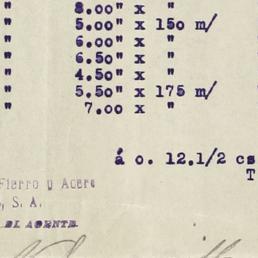 " 8.00" x "
" 5.00" x 150 m/
" 6.00" x "
" 6.50" x "
" 4.50" x "
" 5.50" x 175 m/
" 7.00 x "
á o. 12.1/2 cs
T
Fierro y Acero
, S. A.
EL AGENTE